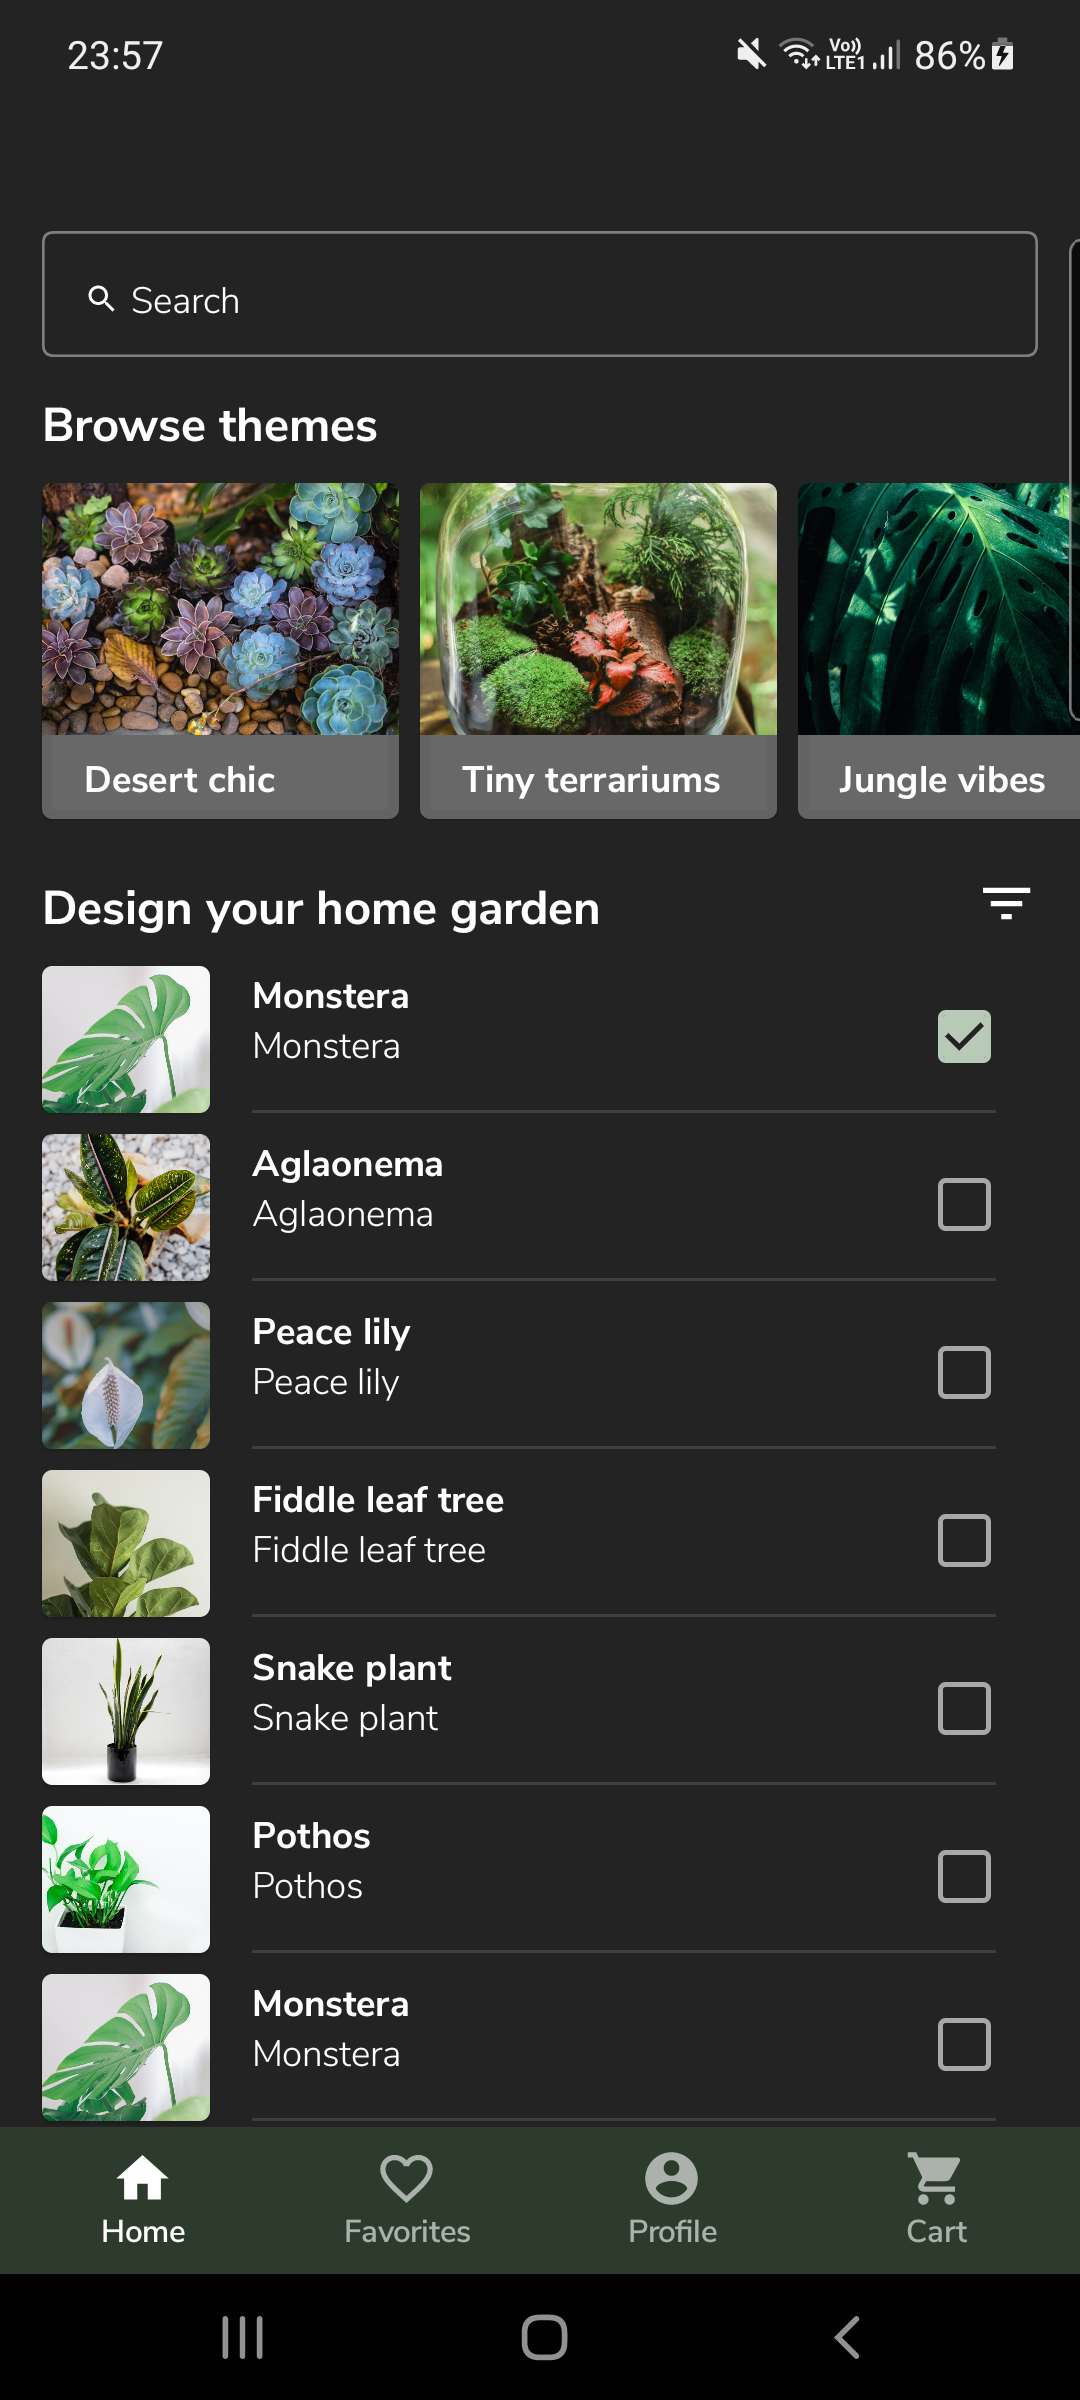 23:57
Vo))
LTE1
86%
Search
Browse themes
Desert chic
Tiny terrariums
Jungle vibes
Design your home garden
Monstera
Monstera
Aglaonema
Aglaonema
Peace lily
Peace lily
Fiddle leaf tree
Fiddle leaf tree
Snake plant
Snake plant
Pothos
Pothos
Monstera
Monstera
Home
Favorites
Profile
Cart